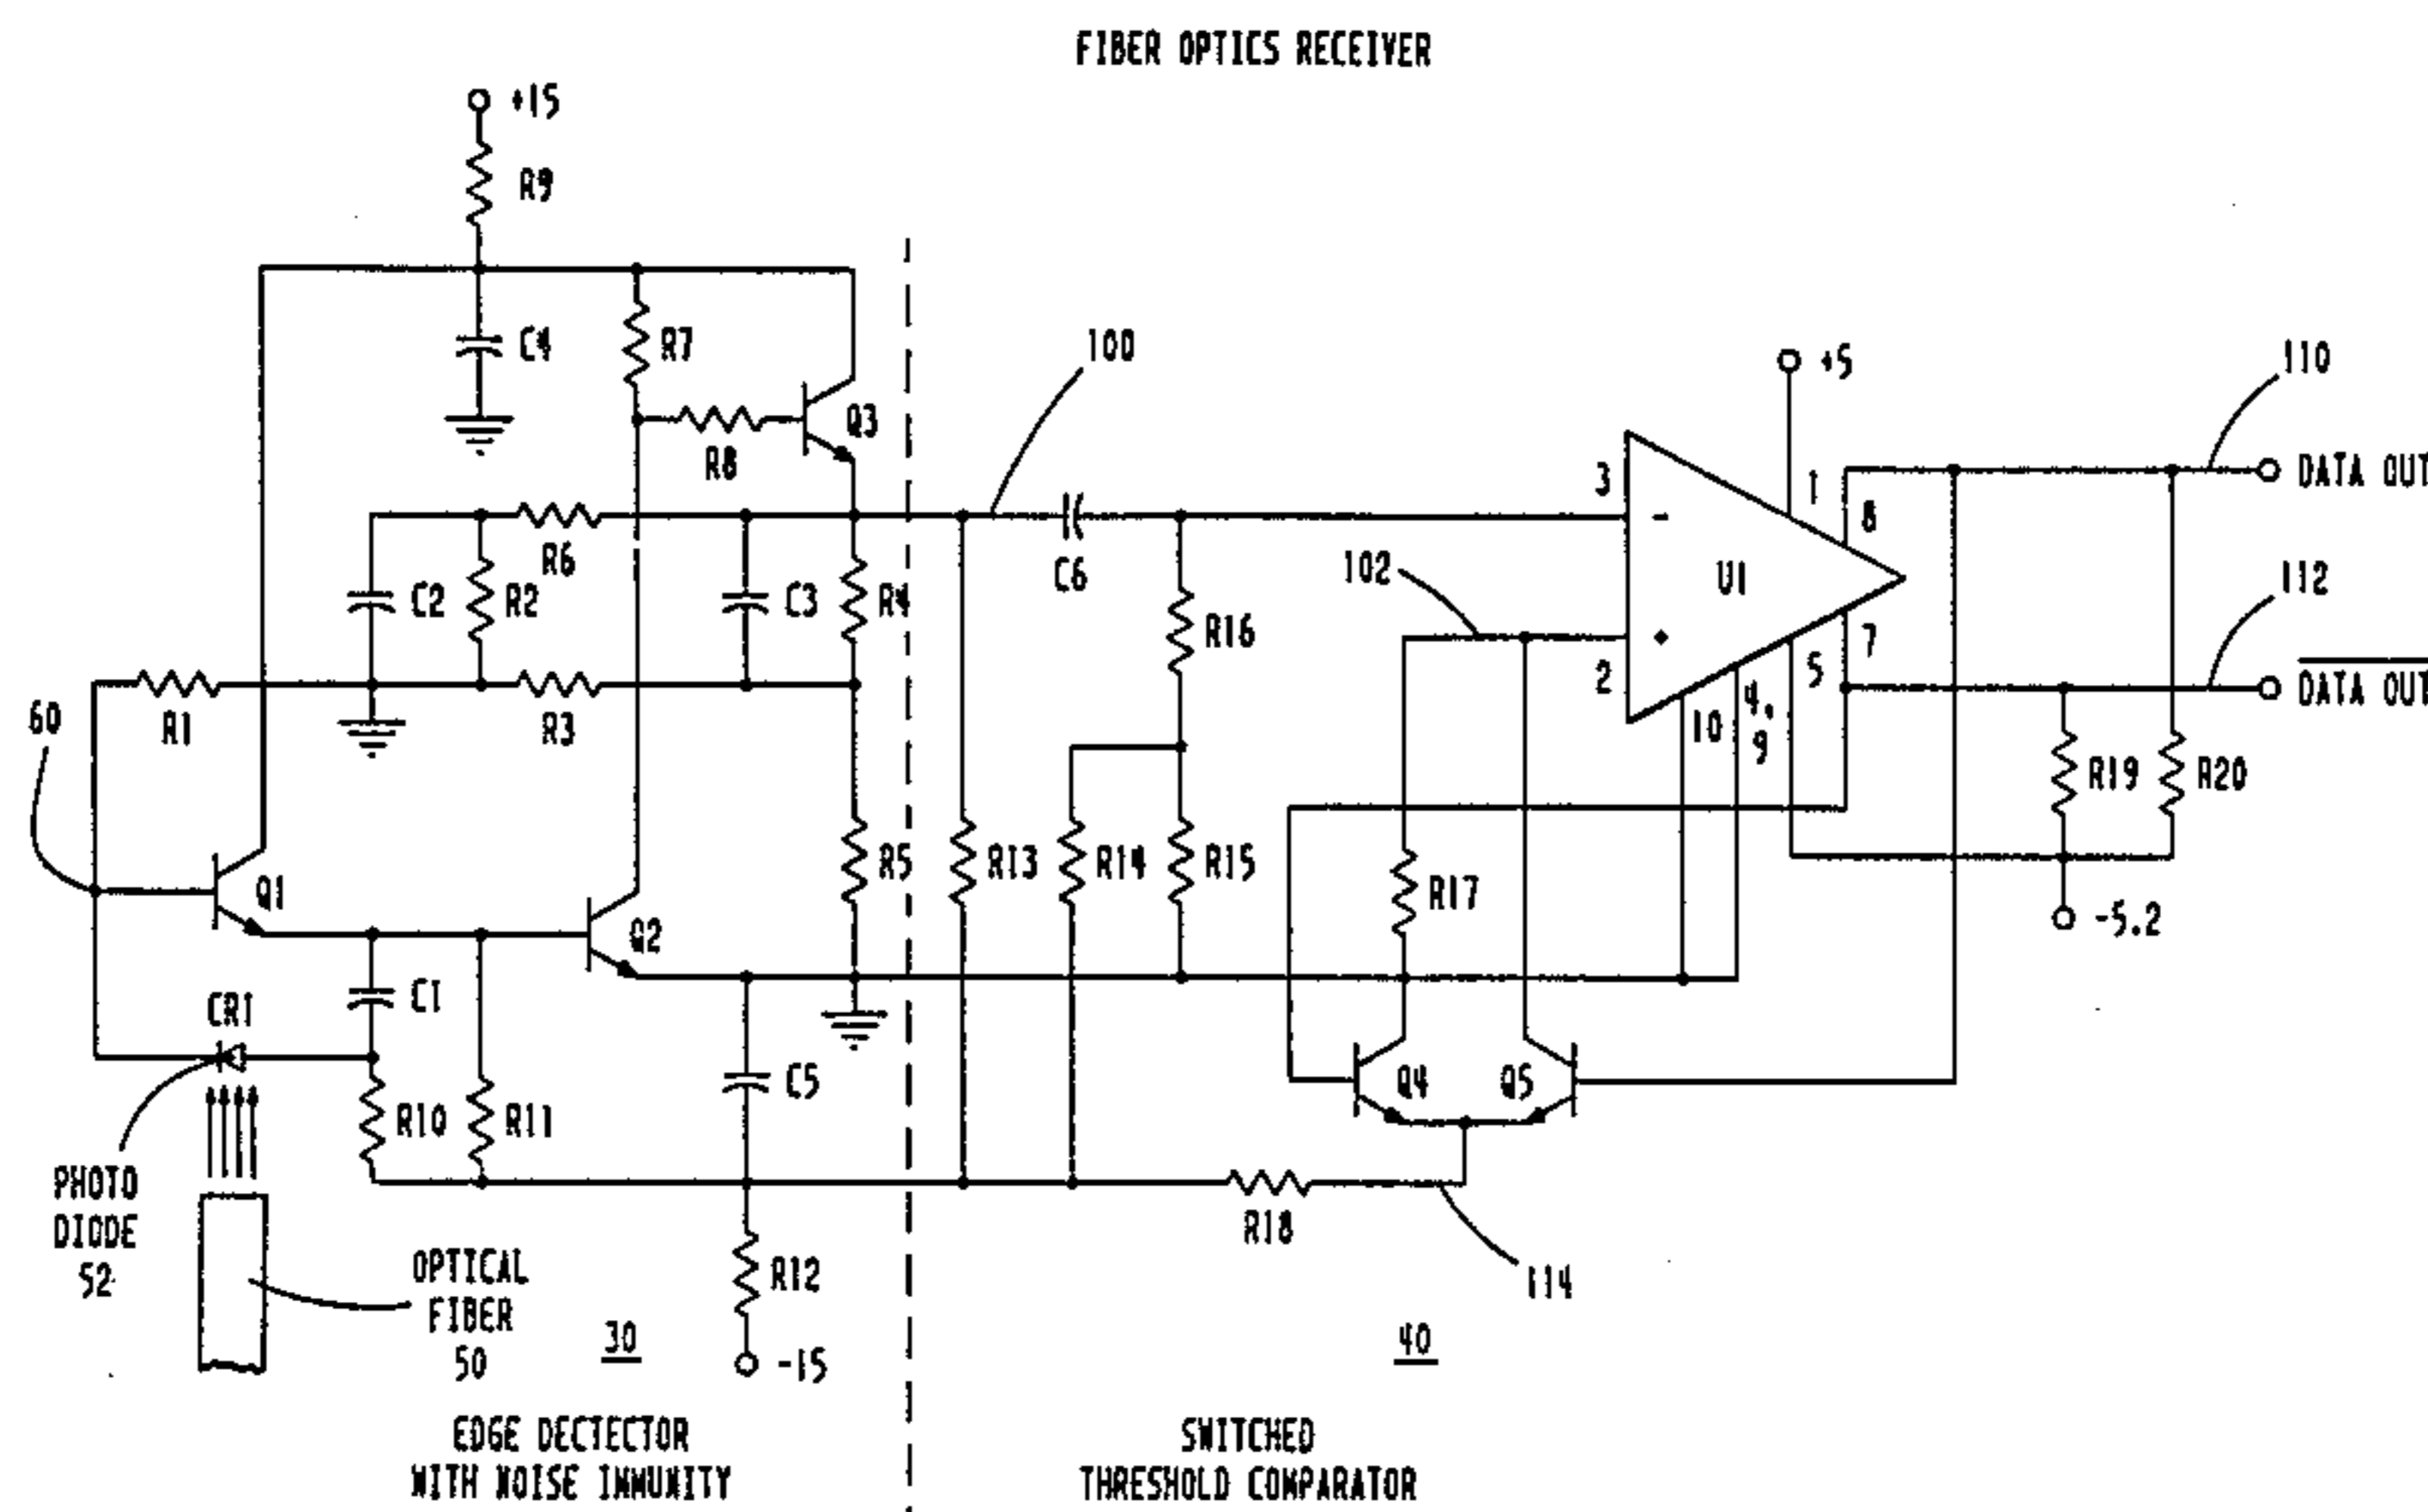 FIBER OPTICS RECEIVER
+15
R9
C4
R7
R8
Q3
100
+5
110
3
1
8
DATA OUT
R6
C6
102
U1
112
C2
R2
C3
R4
R16
2
10
4,
9
5
7
DATA OUT
60
R1
R3
R19
R20
Q1
R5
R13
R14
R15
R17
-5.2
Q2
CR1
C1
C5
Q4
Q5
R10
R11
PHOTO
DIODE
52
OPTICAL
FIBER
50
R12
R18
114
30
-15
40
EDGE DECTECTOR
WITH NOISE IMMUNITY
SWITCHED
THRESHOLD COMPARATOR